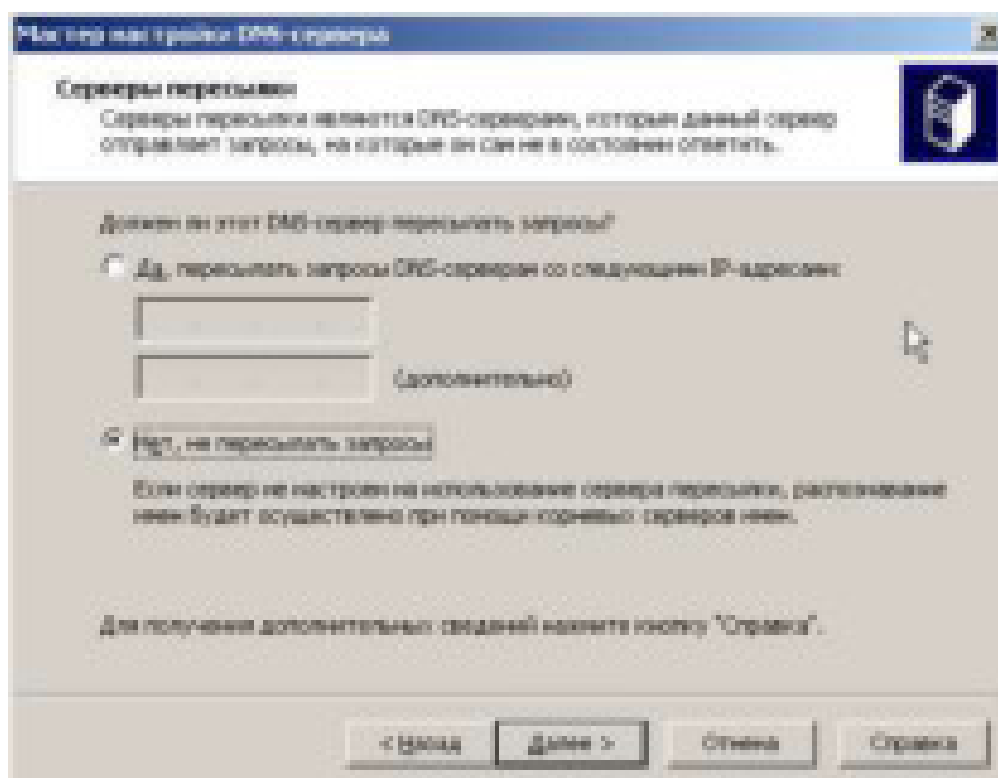 Мастер настройки DNS-сервера
Серверы пересылки
Серверы пересылки являются DNS-серверами, которым данный сервер
отправляет запросы, на которые он сам не в состоянии ответить.
Должен ли этот DNS-сервер пересылать запросы?
Да, пересылать запросы DNS-серверам со следующими IP-адресами:
(дополнительно)
Нет, не пересылать запросы
Если сервер не настроен на использование сервера пересылки, распознавание
имен будет осуществлено при помощи корневых серверов имен.
Для получения дополнительных сведений нажмите кнопку "Справка".
< Назад Далее > Отмена Справка